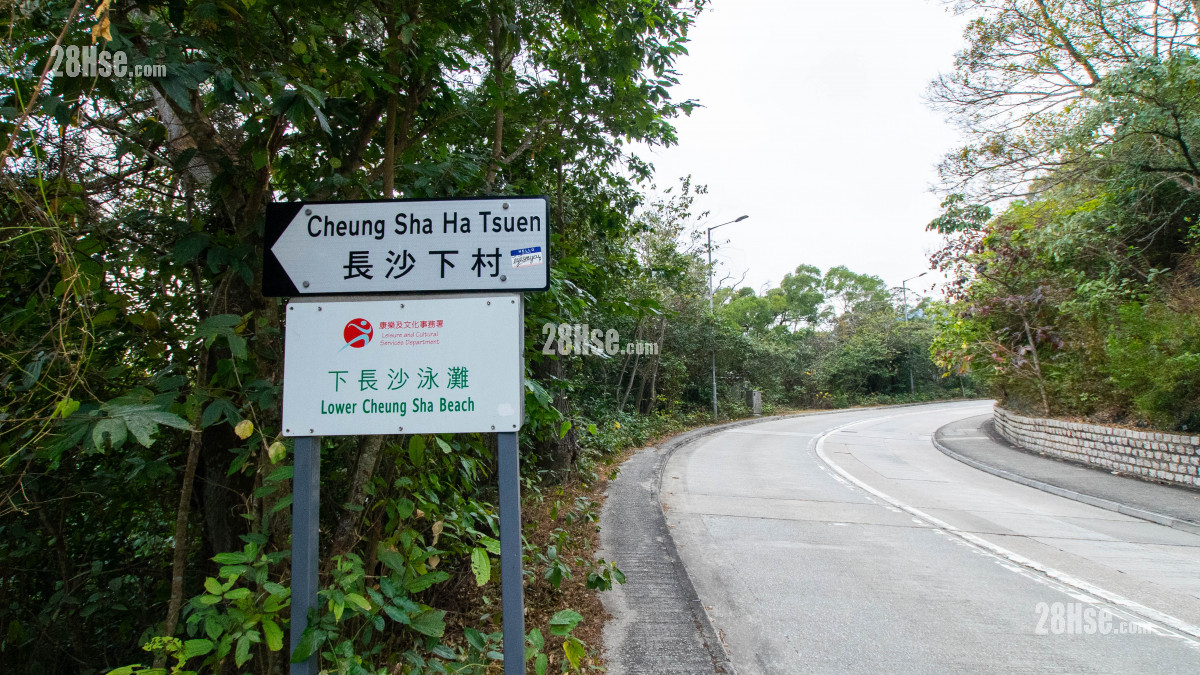 28Hse.com
Cheung Sha Ha Tsuen
長沙下村
HELLO
康樂及文化事務署
Leisure and Cultural
Services Department
下長沙泳灘
Lower Cheung Sha Beach
28Hse.com
28Hse.com